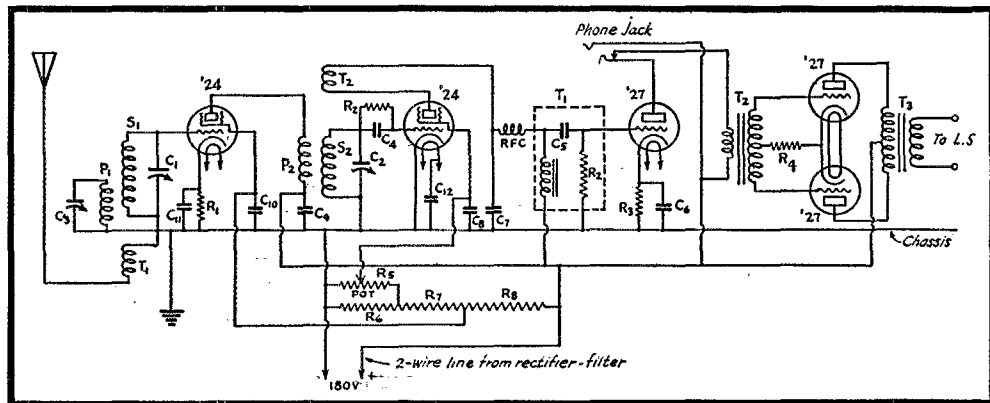 Phone jack
'24
T2
'24
'27
'27
S1
P1
C1
C3
T1
C11
R1
C10
P2
C9
R2
C4
S2
C2
C12
C8
C7
RFC
T1
C5
R2
R3
C6
T2
R4
T3
To L.S
'27
Chassis
R5
POT
R6
R7
R8
180V
2-wire line from rectifier-filter